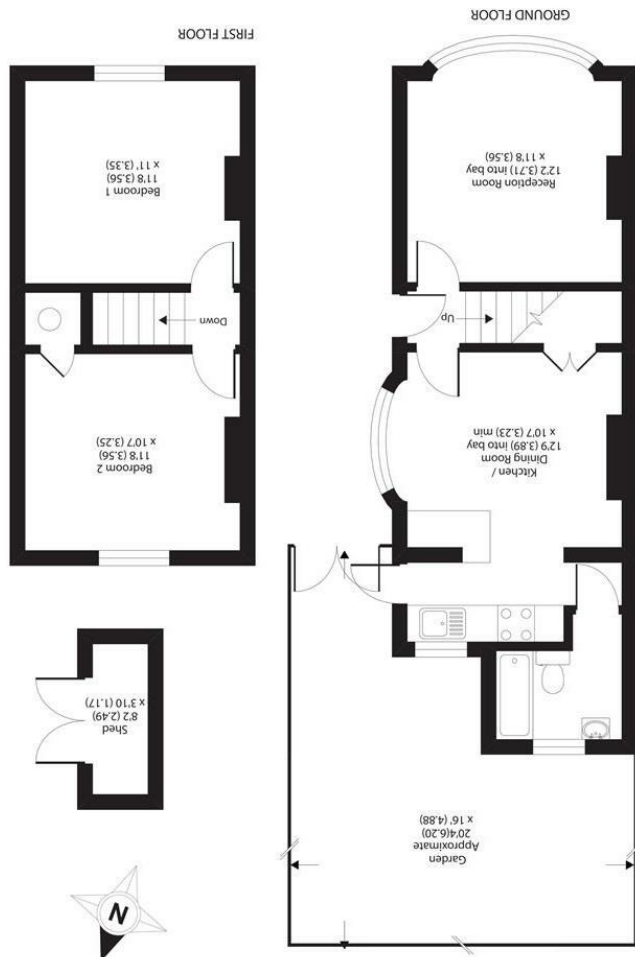 Garden
Approximate
20'4(6.20)
x 16' (4.88)
N
Shed
8'2 (2.49)
x 3'10 (1.17)
Kitchen /
Dining Room
12'9 (3.89) into bay
x 10'7 (3.23) min
Bedroom 2
11'8 (3.56)
x 10'7 (3.25)
Up
Down
Reception Room
12'2 (3.71) into bay
x 11'8 (3.56)
Bedroom 1
11'8 (3.56)
x 11' (3.35)
GROUND FLOOR
FIRST FLOOR